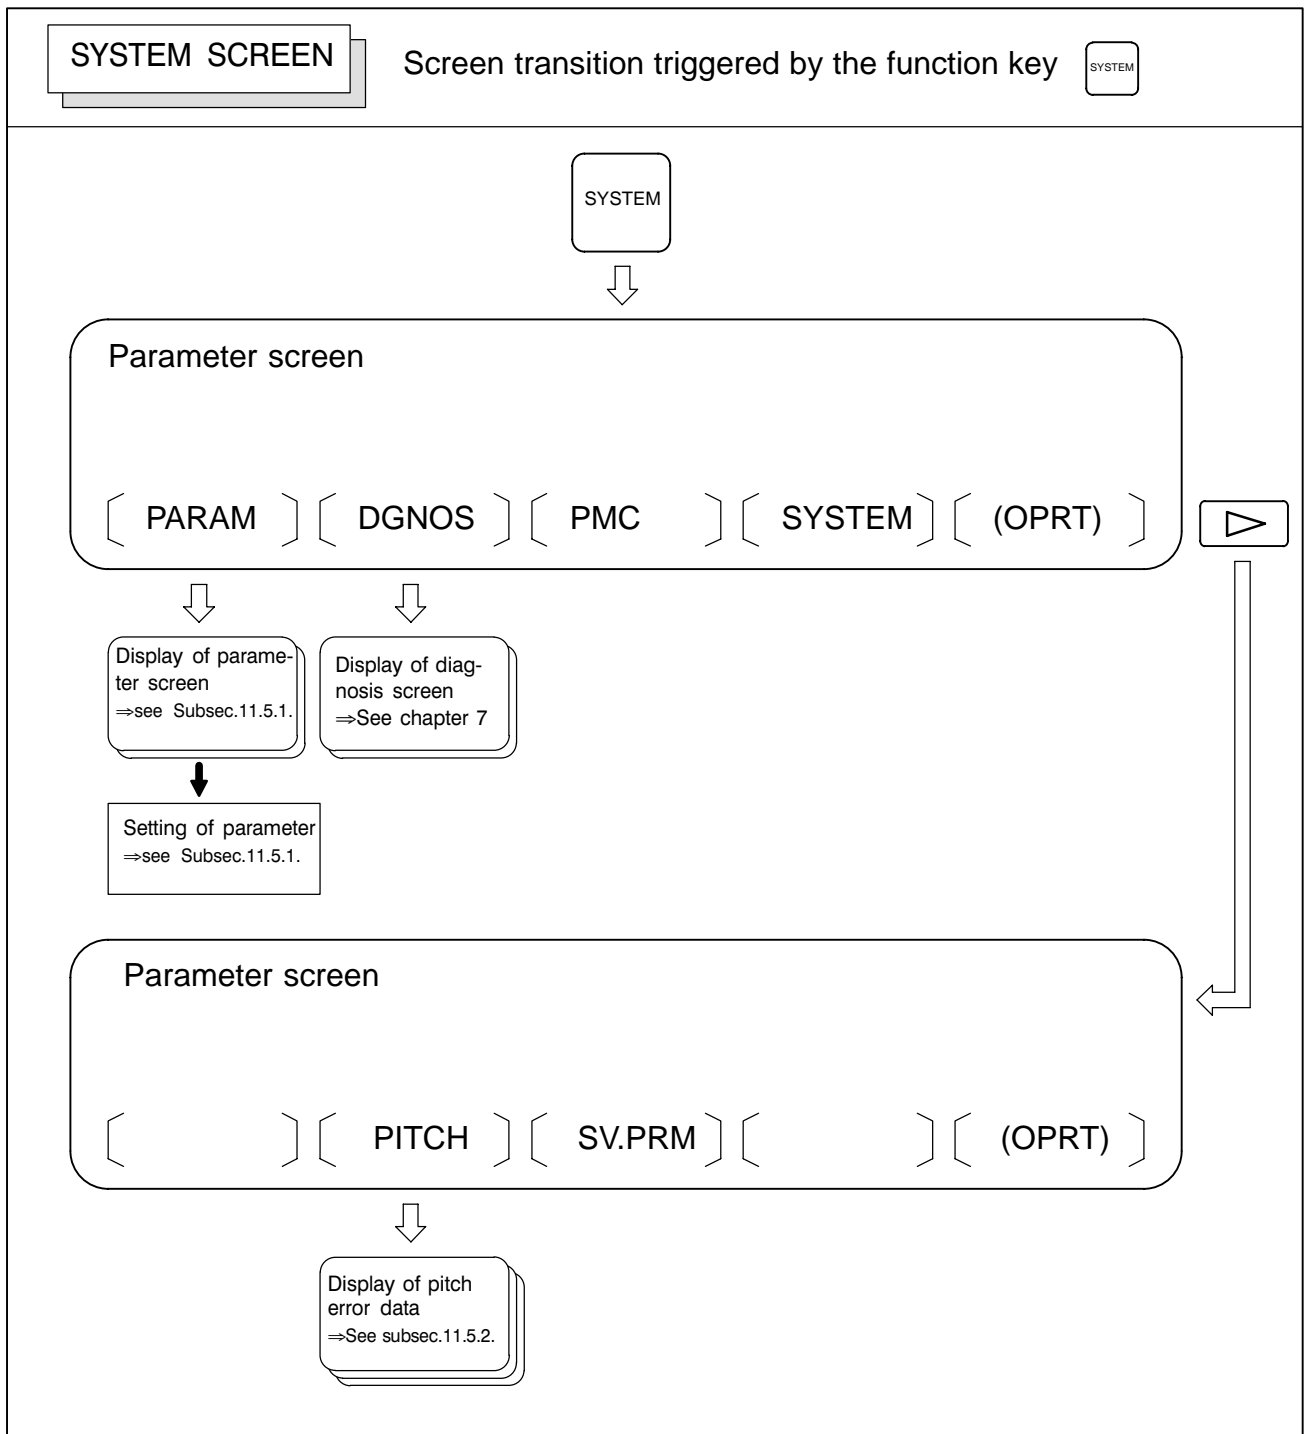 SYSTEM SCREEN
Screen transition triggered by the function key
SYSTEM
SYSTEM
Parameter screen
PARAM
DGNOS
PMC
SYSTEM
(OPRT)
Display of parame-
ter screen
⇒see Subsec.11.5.1.
Display of diag-
nosis screen
⇒See chapter 7
Setting of parameter
⇒see Subsec.11.5.1.
Parameter screen
PITCH
SV.PRM
(OPRT)
Display of pitch
error data
⇒See subsec.11.5.2.